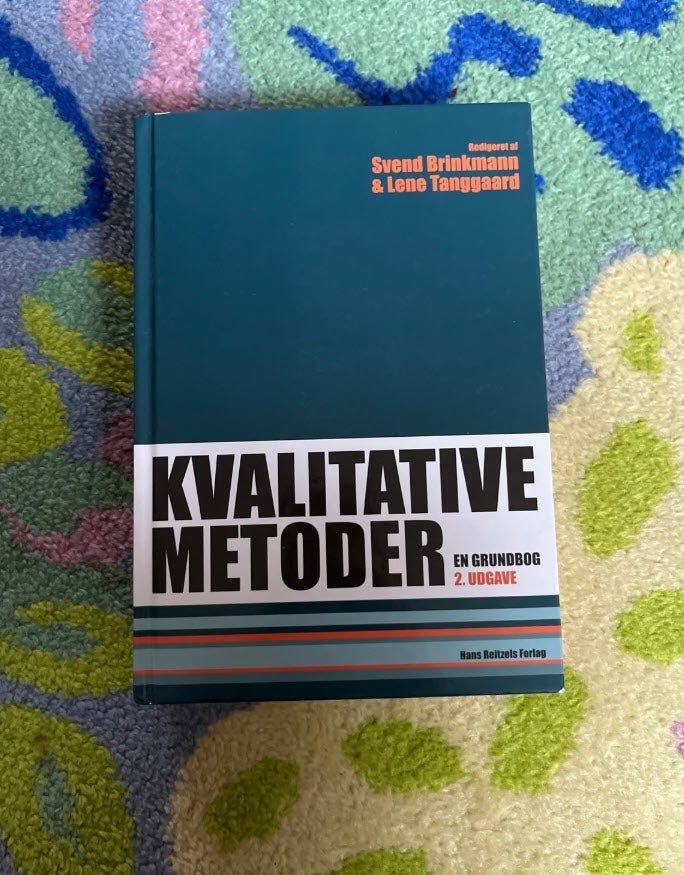 Redigeret af
Svend Brinkmann
& Lene Tanggaard
KVALITATIVE
METODER
EN GRUNDBOG
2. UDGAVE
Hans Reitzels Forlag